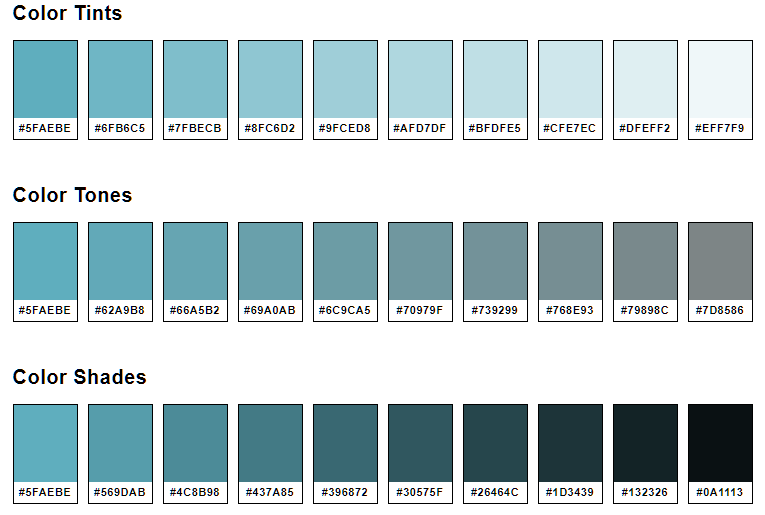 Color Tints
#5FAEBE #6FB6C5 #7FBECB #8FC6D2 #9FCED8 #AFD7DF #BFDFE5 #CFE7EC #DFEFF2 #EFF7F9
Color Tones
#5FAEBE #62A9B8 #66A5B2 #69A0AB #6C9CA5 #70979F #739299 #768E93 #79898C #7D8586
Color Shades
#5FAEBE #569DAB #4C8B98 #437A85 #396872 #30575F #26464C #1D3439 #132326 #0A1113